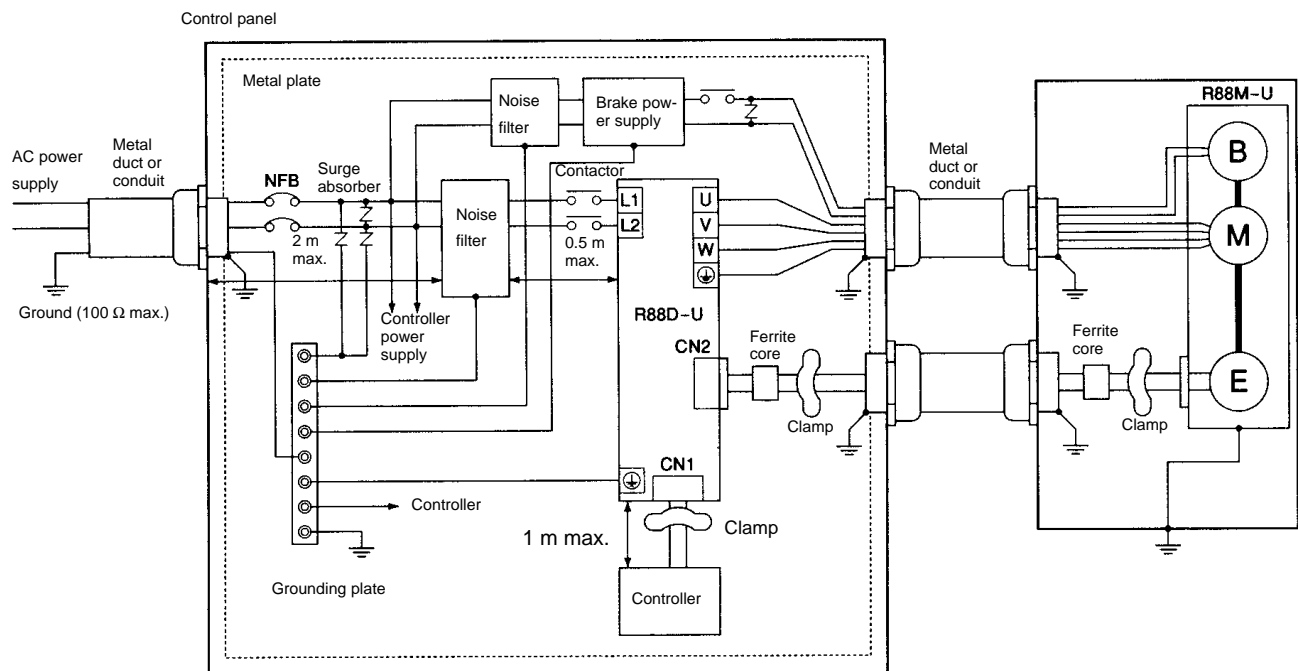 Control panel
Metal plate
R88M-U
Noise
filter
Brake pow-
er supply
AC power
supply
Metal
duct or
conduit
NFB
Surge
absorber
Contactor
Metal
duct or
conduit
B
L1
L2
U
V
W
Noise
filter
M
2 m
max.
0.5 m
max.
Ground (100 Ω max.)
Controller
power
supply
R88D-U
CN2
Ferrite
core
Ferrite
core
E
Clamp
Clamp
CN1
Controller
1 m max.
Clamp
Grounding plate
Controller